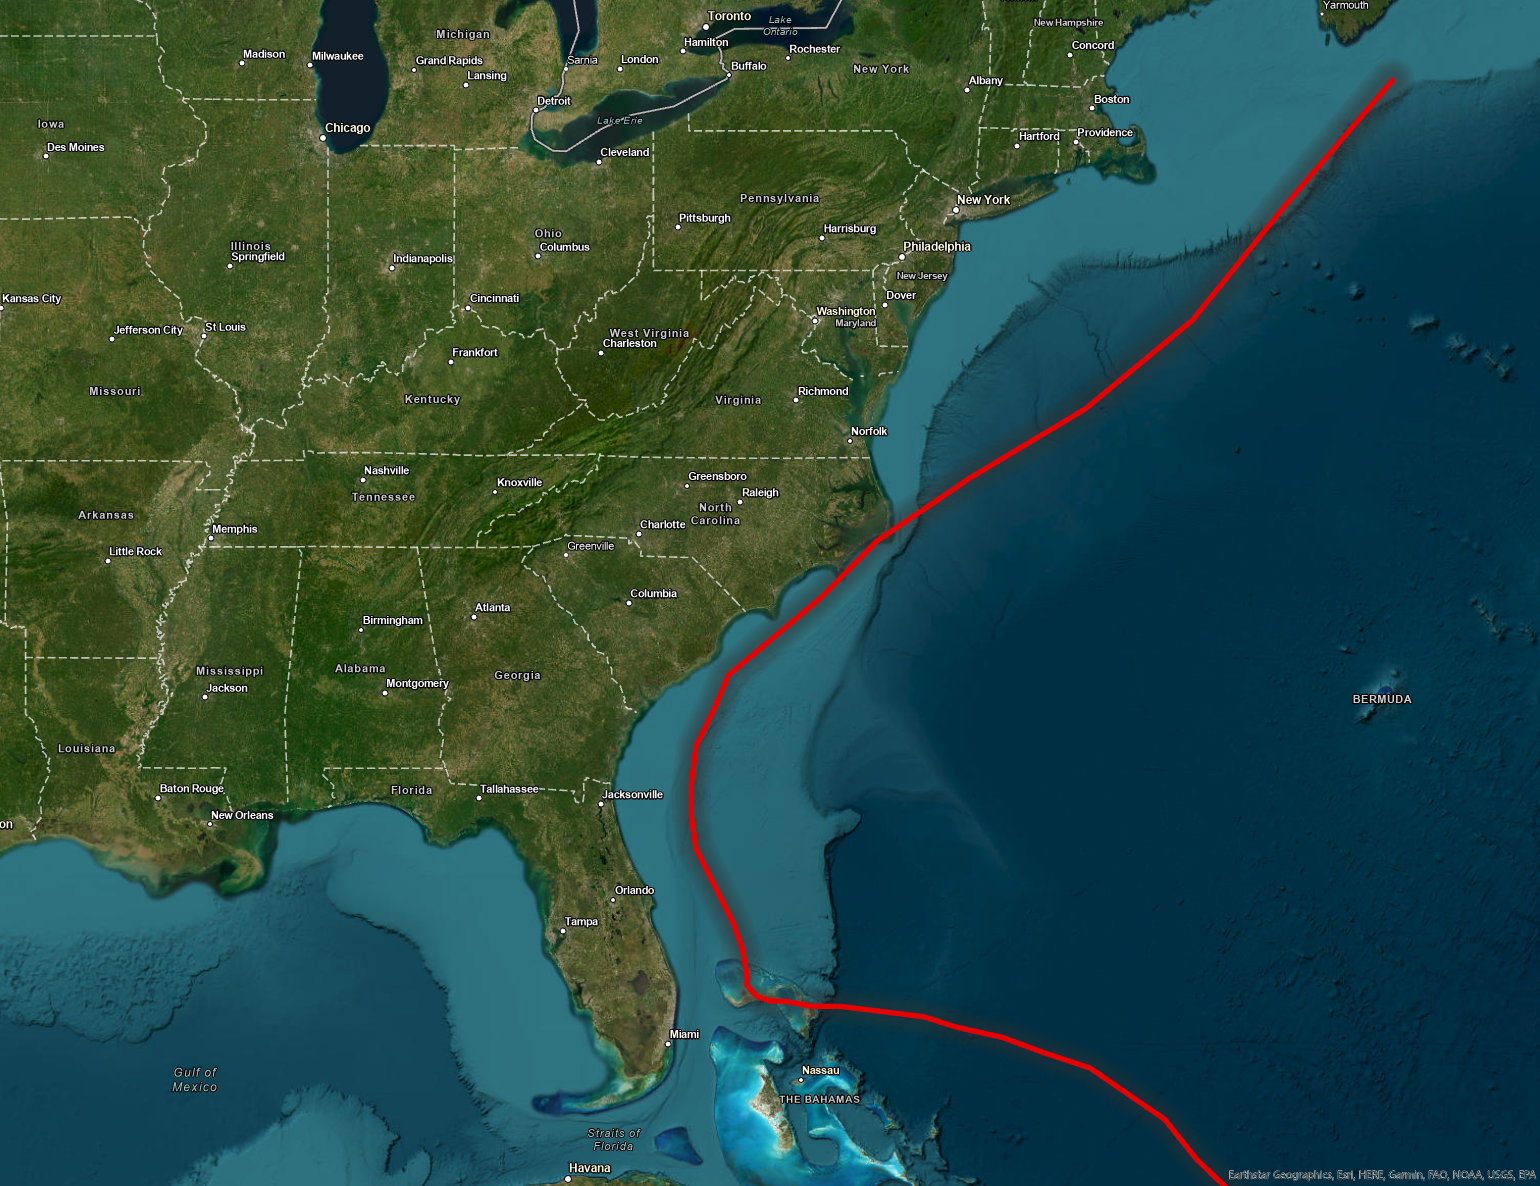 Yarmouth
Toronto
Lake
Ontario
New Hampshire
Michigan
Hamilton
Concord
Rochester
Madison
Milwaukee
Grand Rapids
Sarnia
London
Buffalo
New York
Lansing
Albany
Detroit
Boston
Iowa
Chicago
Lake Erie
Hartford
Providence
Des Moines
Cleveland
Pennsylvania
New York
Pittsburgh
Harrisburg
Ohio
Illinois
Columbus
Philadelphia
Springfield
Indianapolis
New Jersey
Kansas City
Cincinnati
Dover
Washington
Maryland
Jefferson City
St Louis
West Virginia
Charleston
Frankfort
Missouri
Kentucky
Virginia
Richmond
Norfolk
Nashville
Knoxville
Greensboro
Tennessee
Raleigh
North
Carolina
Arkansas
Memphis
Charlotte
Little Rock
Greenville
Columbia
Atlanta
Birmingham
Mississippi
Alabama
Georgia
Jackson
Montgomery
BERMUDA
Louisiana
Baton Rouge
Florida
Tallahassee
Jacksonville
New Orleans
on
Orlando
Tampa
Miami
Gulf of
Mexico
Nassau
THE BAHAMAS
Straits of
Florida
Havana
Earthstar Geographics, Esri, HERE, Garmin, FAO, NOAA, USGS, EPA